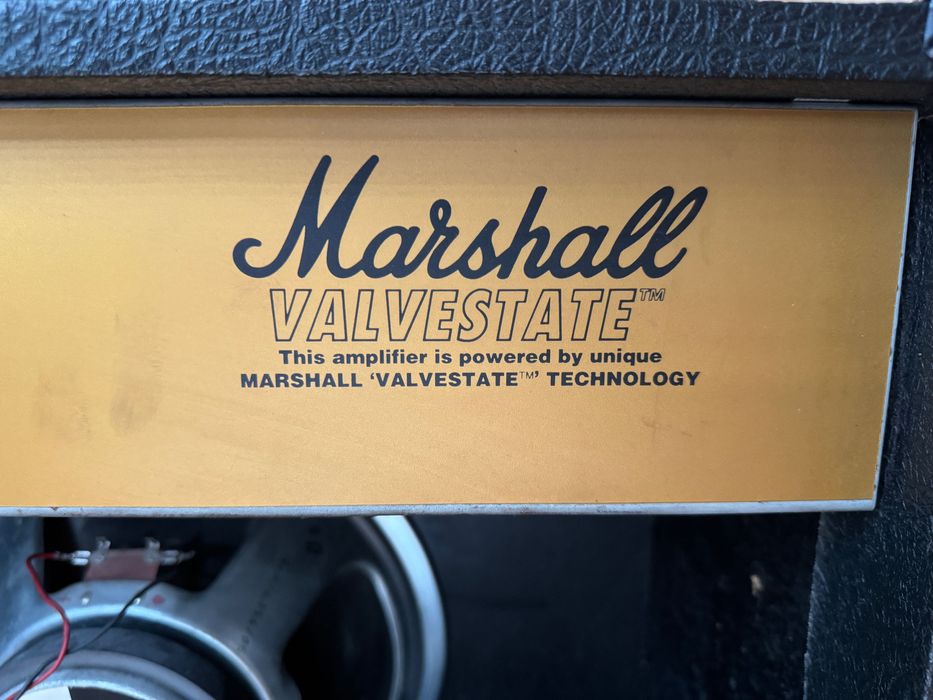 Marshall
VALVESTATE™
This amplifier is powered by unique
MARSHALL ‘VALVESTATE™’ TECHNOLOGY